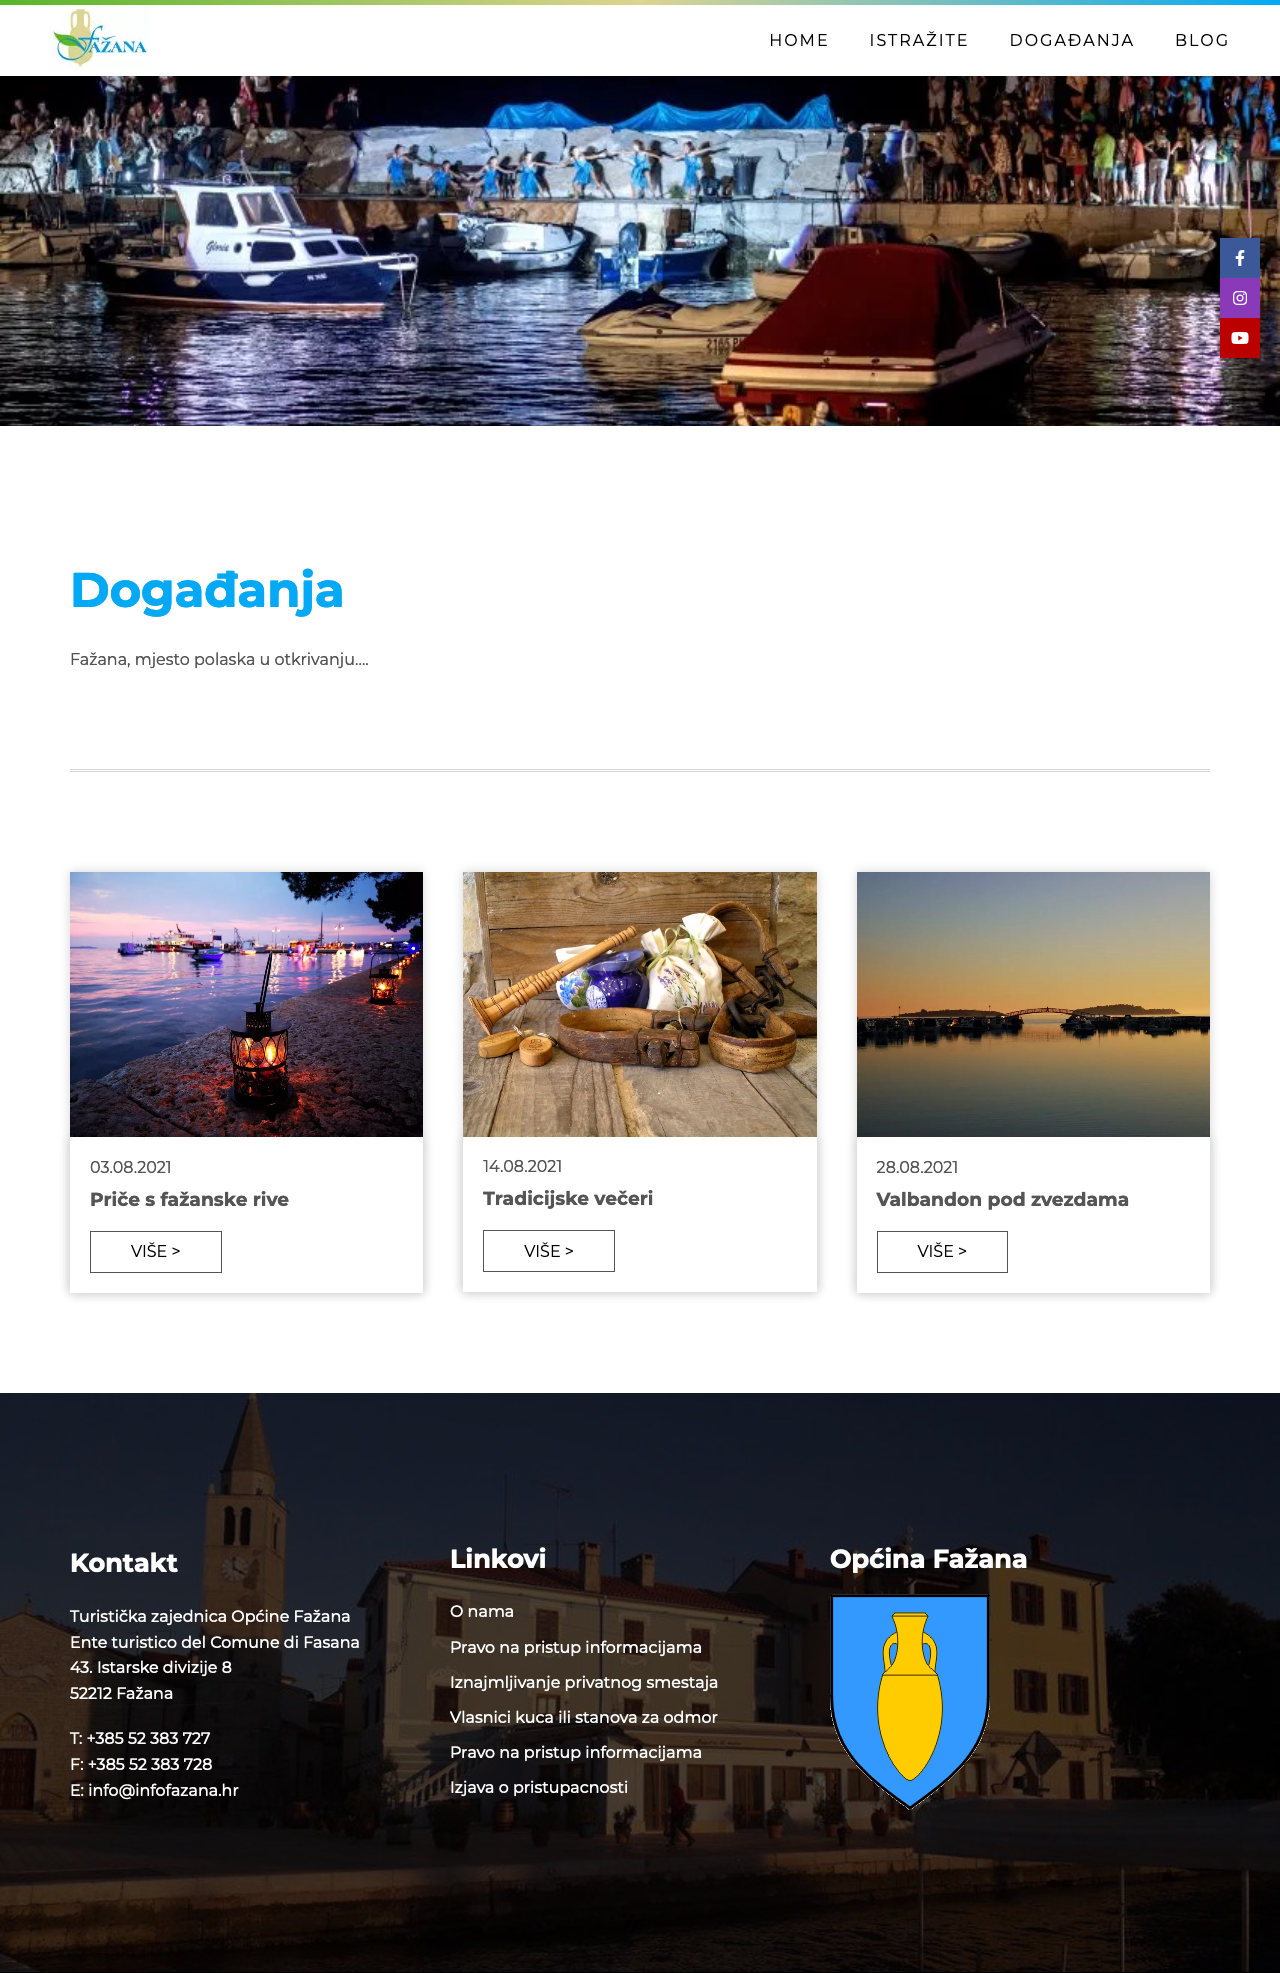 FAŽANA
HOME
ISTRAŽITE
DOGAĐANJA
BLOG
Gloria
Događanja
Fažana, mjesto polaska u otkrivanju....
03.08.2021
Priče s fažanske rive
VIŠE >
14.08.2021
Tradicijske večeri
VIŠE >
28.08.2021
Valbandon pod zvezdama
VIŠE >
Kontakt
Turistička zajednica Općine Fažana
Ente turistico del Comune di Fasana
43. Istarske divizije 8
52212 Fažana
T: +385 52 383 727
F: +385 52 383 728
E: info@infofazana.hr
Linkovi
O nama
Pravo na pristup informacijama
Iznajmljivanje privatnog smestaja
Vlasnici kuca ili stanova za odmor
Pravo na pristup informacijama
Izjava o pristupacnosti
Općina Fažana